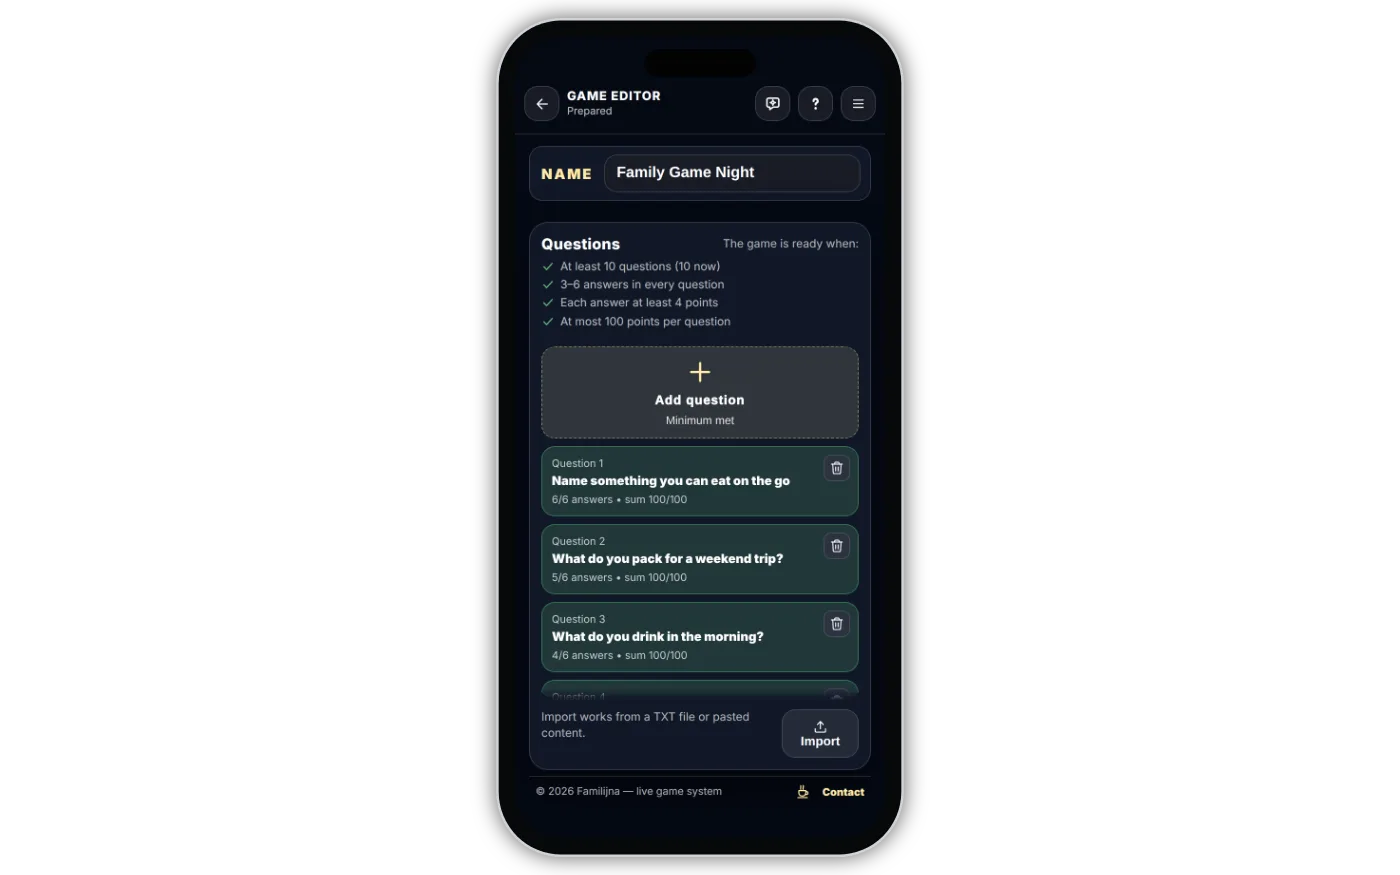 GAME EDITOR
Prepared
?
NAME
Family Game Night
Questions
The game is ready when:
At least 10 questions (10 now)
3–6 answers in every question
Each answer at least 4 points
At most 100 points per question
Add question
Minimum met
Question 1
Name something you can eat on the go
6/6 answers • sum 100/100
Question 2
What do you pack for a weekend trip?
5/6 answers • sum 100/100
Question 3
What do you drink in the morning?
4/6 answers • sum 100/100
Question 4
Import works from a TXT file or pasted
content.
Import
© 2026 Familijna — live game system
Contact